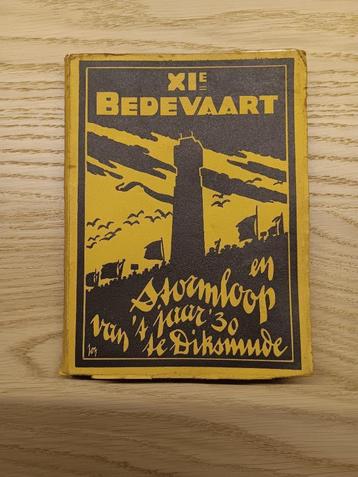 XIE
BEDEVAART
en
Stormloop
van 't jaar '30
te Diksmude